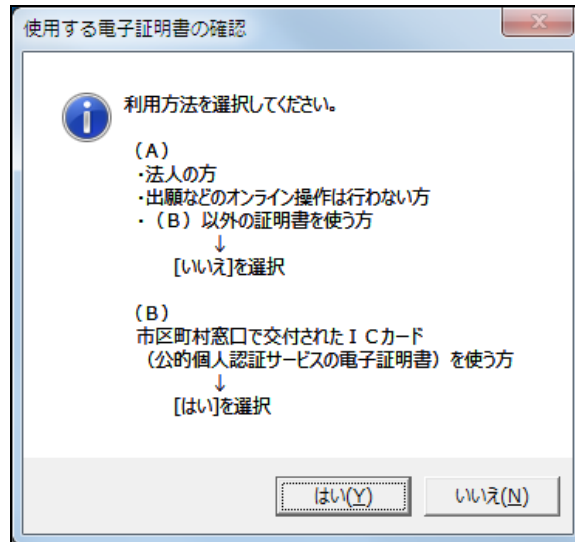 使用する電子証明書の確認
利用方法を選択してください。
（A）
・法人の方
・出願などのオンライン操作は行わない方
・（B）以外の証明書を使う方
↓
[いいえ]を選択
（B）
市区町村窓口で交付されたＩＣカード
（公的個人認証サービスの電子証明書）を使う方
↓
[はい]を選択
はい(Y) いいえ(N)